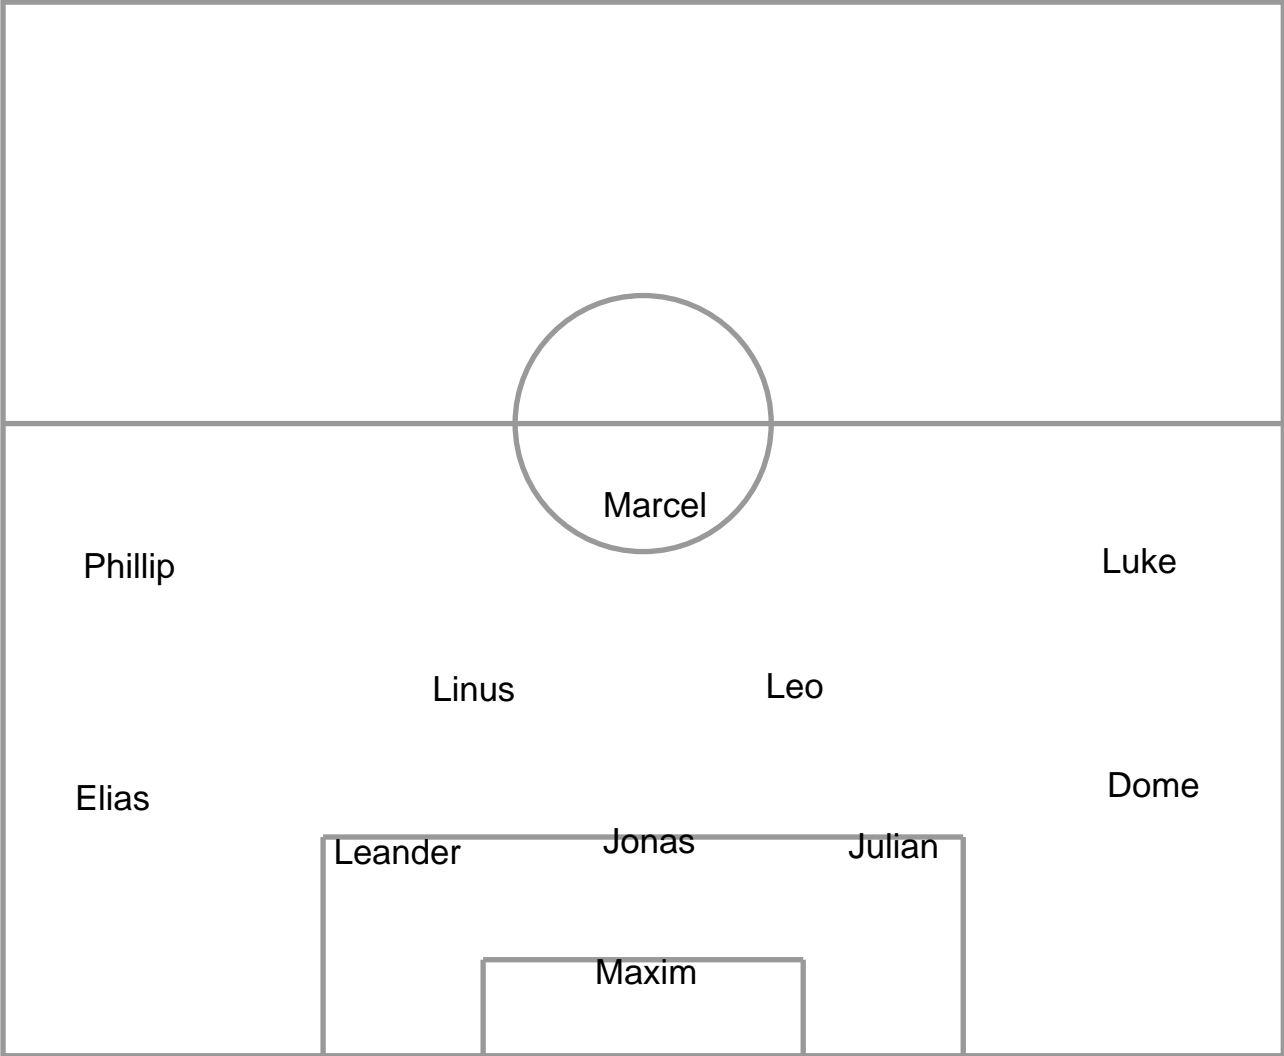 Marcel
Phillip
Luke
Linus
Leo
Elias
Dome
Leander
Jonas
Julian
Maxim